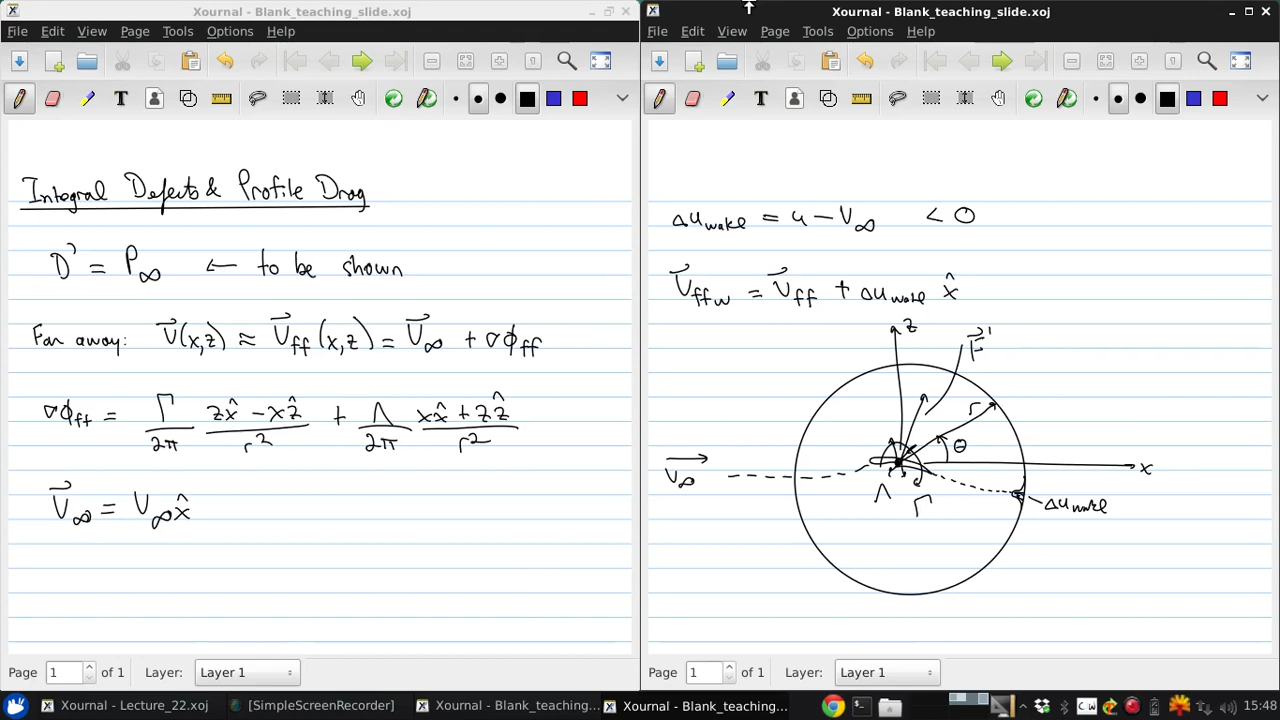 Xournal - Blank_teaching_slide.xoj
File Edit View Page Tools Options Help
Integral Defects & Profile Drag
D' = P∞ ← to be shown
Far away: V⃗(x,z) ≈ V⃗ff (x,z) = V⃗∞ + ∇φff
∇φff = Γ/2π (zx̂ - xẑ)/r² + Λ/2π (xx̂ + zẑ)/r²
V⃗∞ = V∞ x̂
Page 1 of 1 Layer: Layer 1
Xournal - Blank_teaching_slide.xoj
File Edit View Page Tools Options Help
Δuwake = u - V∞ < 0
V⃗ffw = V⃗ff + Δuwake x̂
z
F⃗'
r
θ
x
V⃗∞
Λ
Γ
Δuwake
Page 1 of 1 Layer: Layer 1
Xournal - Lecture_22.xoj [SimpleScreenRecorder] Xournal - Blank_teaching... Xournal - Blank_teaching... 15:48